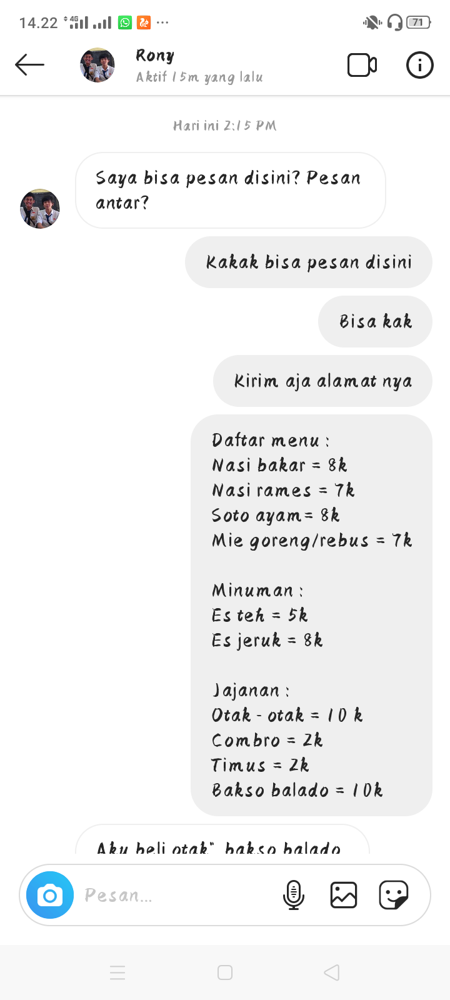 14.22
4G
71
Rony
Aktif 15m yang lalu
Hari ini 2:15 PM
Saya bisa pesan disini? Pesan
antar?
Kakak bisa pesan disini
Bisa kak
Kirim aja alamat nya
Daftar menu :
Nasi bakar = 8k
Nasi rames = 7k
Soto ayam= 8k
Mie goreng/rebus = 7k
Minuman :
Es teh = 5k
Es jeruk = 8k
Jajanan :
Otak - otak = 10 k
Combro = 2k
Timus = 2k
Bakso balado = 10k
Aku beli otak" bakso balado
Pesan...